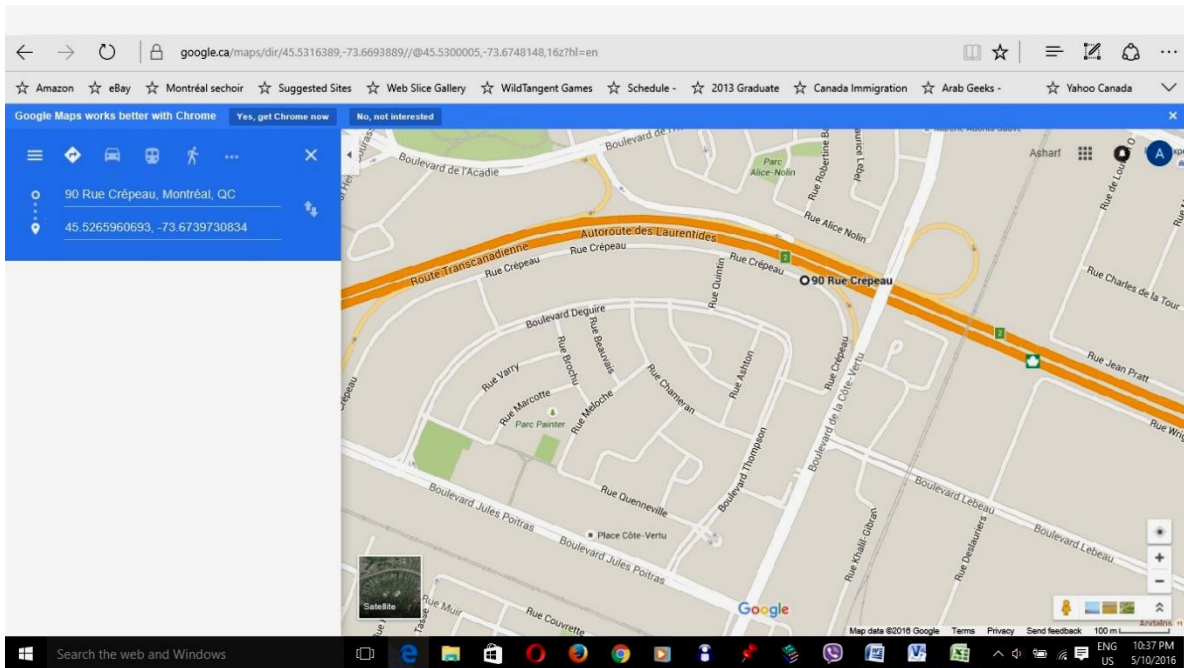 google.ca/maps/dir/45.5316389,-73.6693889//@45.5300005,-73.6748148,16z?hl=en
Amazon eBay Montréal sechoir Suggested Sites Web Slice Gallery WildTangent Games Schedule - 2013 Graduate Canada Immigration Arab Geeks - Yahoo Canada
Google Maps works better with Chrome Yes, get Chrome now No, not interested
90 Rue Crépeau, Montréal, QC
45.5265960693, -73.6739730834
Asharf
A
Boulevard de l'Acadie
Parc Alice-Nolin
Rue Alice Nolin
Autoroute des Laurentides
Route Transcanadienne
Rue Crépeau
Rue Crépeau
Rue Crépeau
2
90 Rue Crépeau
Rue Quintin
Rue Charles de la Tour
2
Boulevard Deguire
Rue Beauvais
Rue Brochu
Rue Varry
Rue Marcotte
Rue Meloche
Parc Painter
Rue Chameran
Rue Ashton
Rue Crépeau
Boulevard de la Côte-Vertu
Rue Jean Pratt
Boulevard Thompson
Boulevard Jules Poitras
Rue Quenneville
Place Côte-Vertu
Boulevard Jules Poitras
Boulevard Lebeau
Boulevard Lebeau
Rue Khalil-Gibran
Rue Deslauriers
Satellite
Rue Muir
Rue Couvrette
Google
Map data ©2016 Google Terms Privacy Send feedback 100 m
Search the web and Windows
ENG US
10:37 PM
5/10/2016